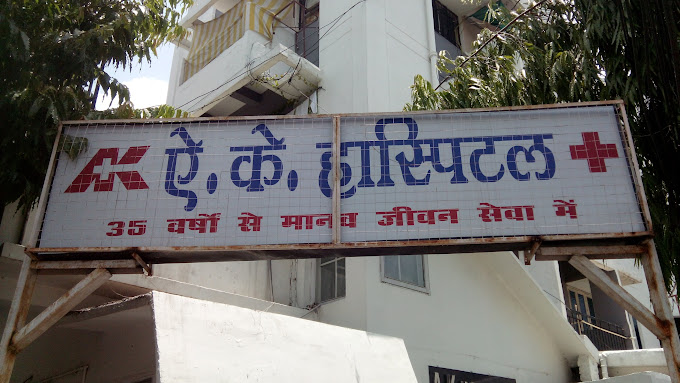 AK ऐ. के. हास्पिटल
35 वर्षो से मानव जीवन सेवा में